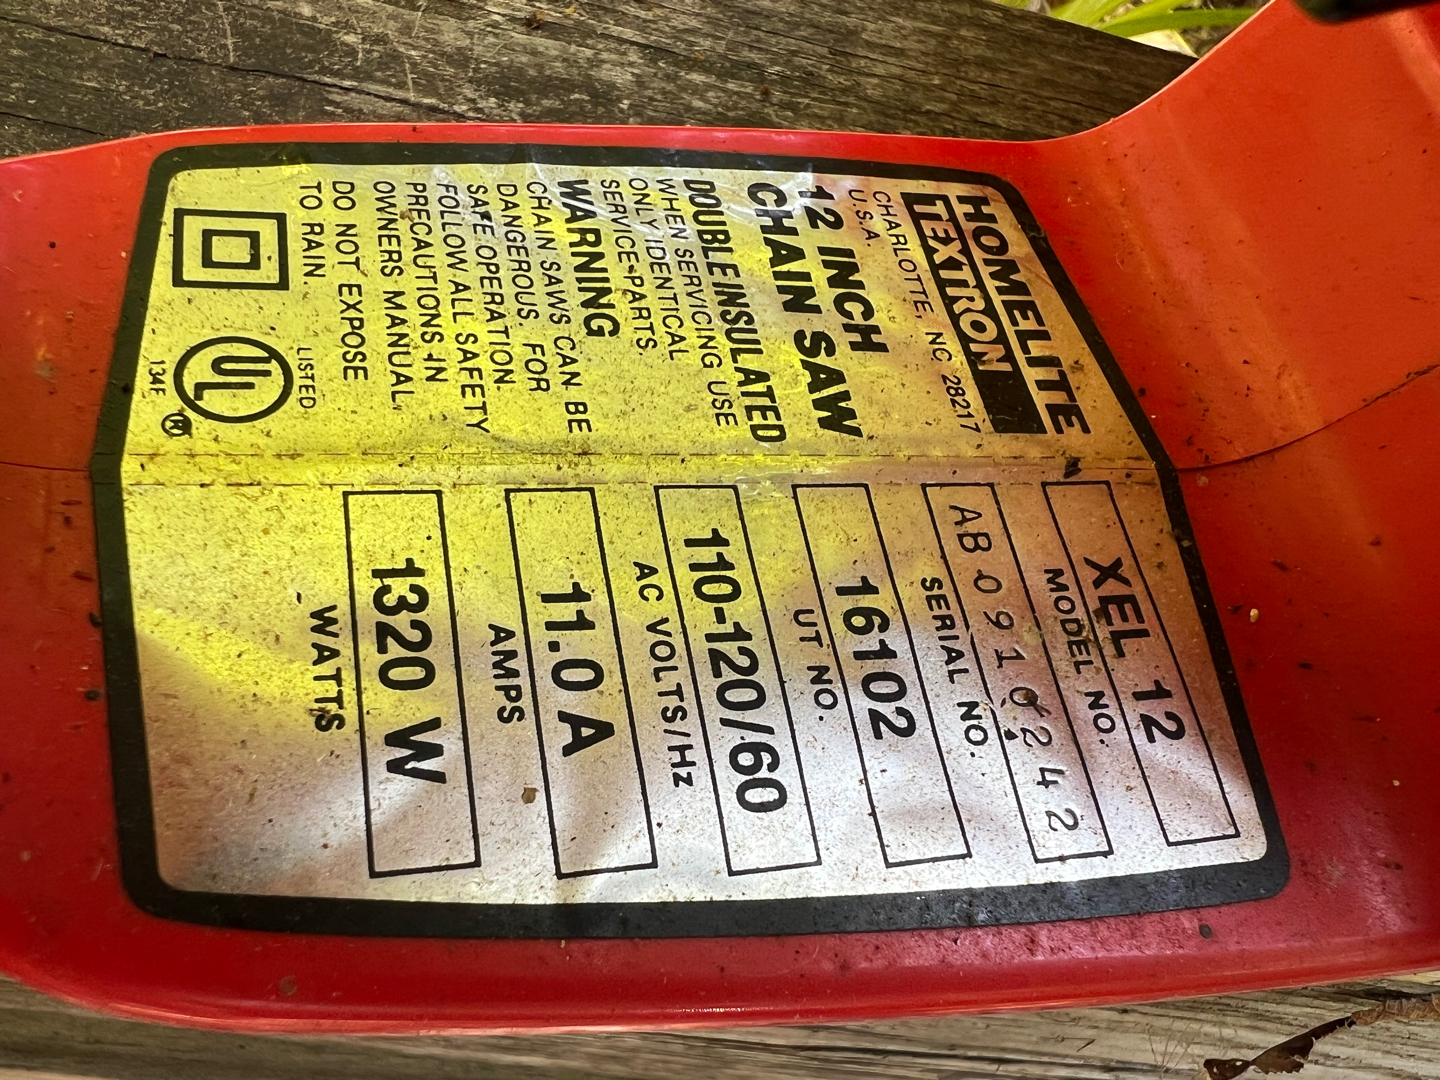 HOMELITE
TEXTRON
CHARLOTTE, NC 28217
U.S.A.
12 INCH
CHAIN SAW
DOUBLE INSULATED
WHEN SERVICING USE
ONLY IDENTICAL
SERVICE PARTS.
WARNING
CHAIN SAWS CAN BE
DANGEROUS. FOR
SAFE OPERATION.
FOLLOW ALL SAFETY
PRECAUTIONS IN
OWNERS MANUAL.
DO NOT EXPOSE
TO RAIN.
LISTED
UL
®
134F
XEL 12
MODEL NO.
AB0910242
SERIAL NO.
16102
UT NO.
110-120/60
AC VOLTS/Hz
11.0 A
AMPS
1320 W
WATTS